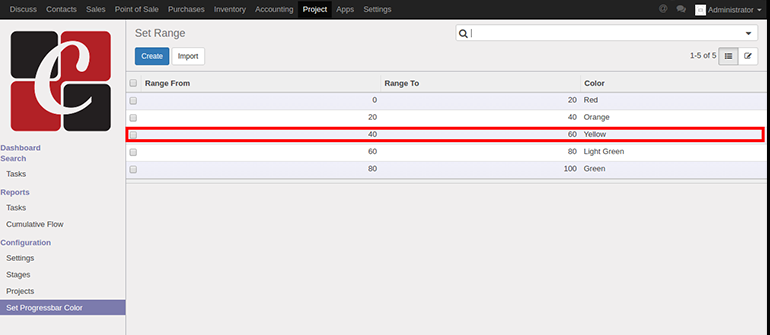 Discuss Contacts Sales Point of Sale Purchases Inventory Accounting Project Apps Settings @ Administrator
Set Range
Create Import
1-5 of 5
Range From Range To Color
0 20 Red
20 40 Orange
40 60 Yellow
60 80 Light Green
80 100 Green
C
Dashboard
Search
Tasks
Reports
Tasks
Cumulative Flow
Configuration
Settings
Stages
Projects
Set Progressbar Color